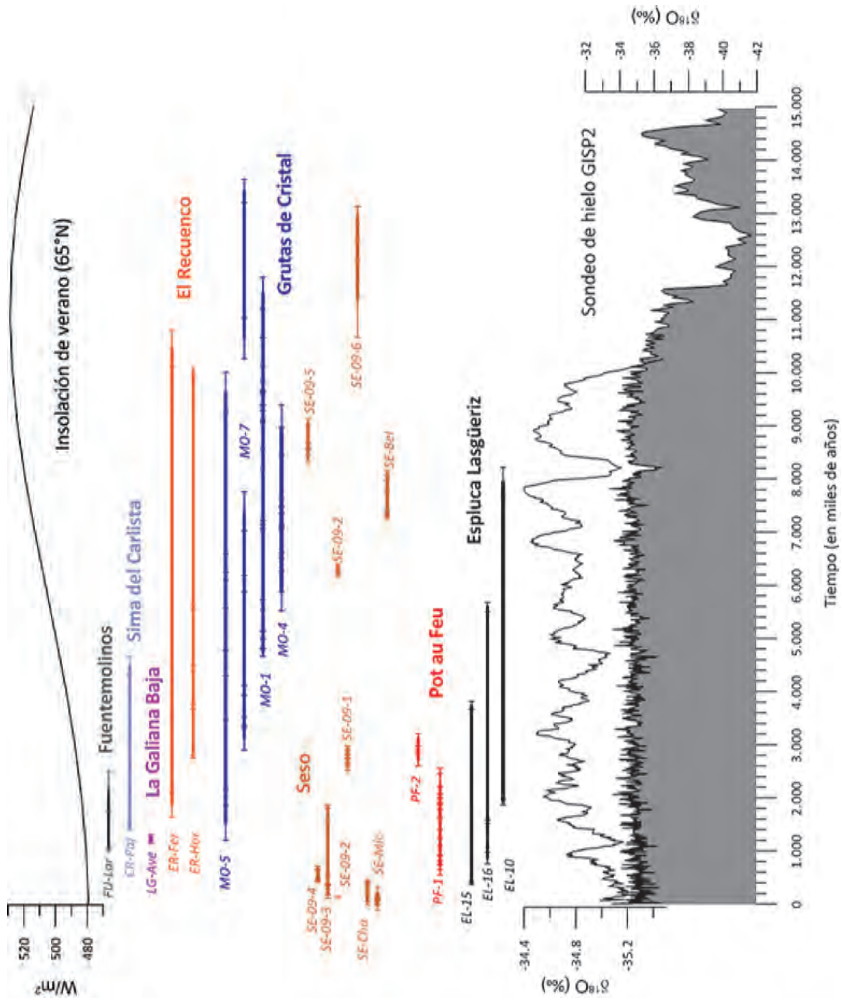 W/m²
520
500
480
Insolación de verano (65°N)
FU-Lar
Fuentemolinos
CR-Paj
Sima del Carlista
LG-Ave
La Galiana Baja
ER-Fer
El Recuenco
ER-Hor
MO-5
MO-7
MO-1
Grutas de Cristal
MO-4
Seso
SE-09-5
SE-09-4
SE-09-3
SE-09-2
SE-09-2
SE-09-1
SE-09-6
SE-Cha
SE-Mic
SE-Bel
PF-2
Pot au Feu
PF-1
EL-15
EL-16
EL-10
Espluca Lasgüeriz
δ¹⁸O (‰)
-34.4
-34.8
-35.2
Sondeo de hielo GISP2
δ¹⁸O (‰)
-32
-34
-36
-38
-40
-42
0
1.000
2.000
3.000
4.000
5.000
6.000
7.000
8.000
9.000
10.000
11.000
12.000
13.000
14.000
15.000
Tiempo (en miles de años)